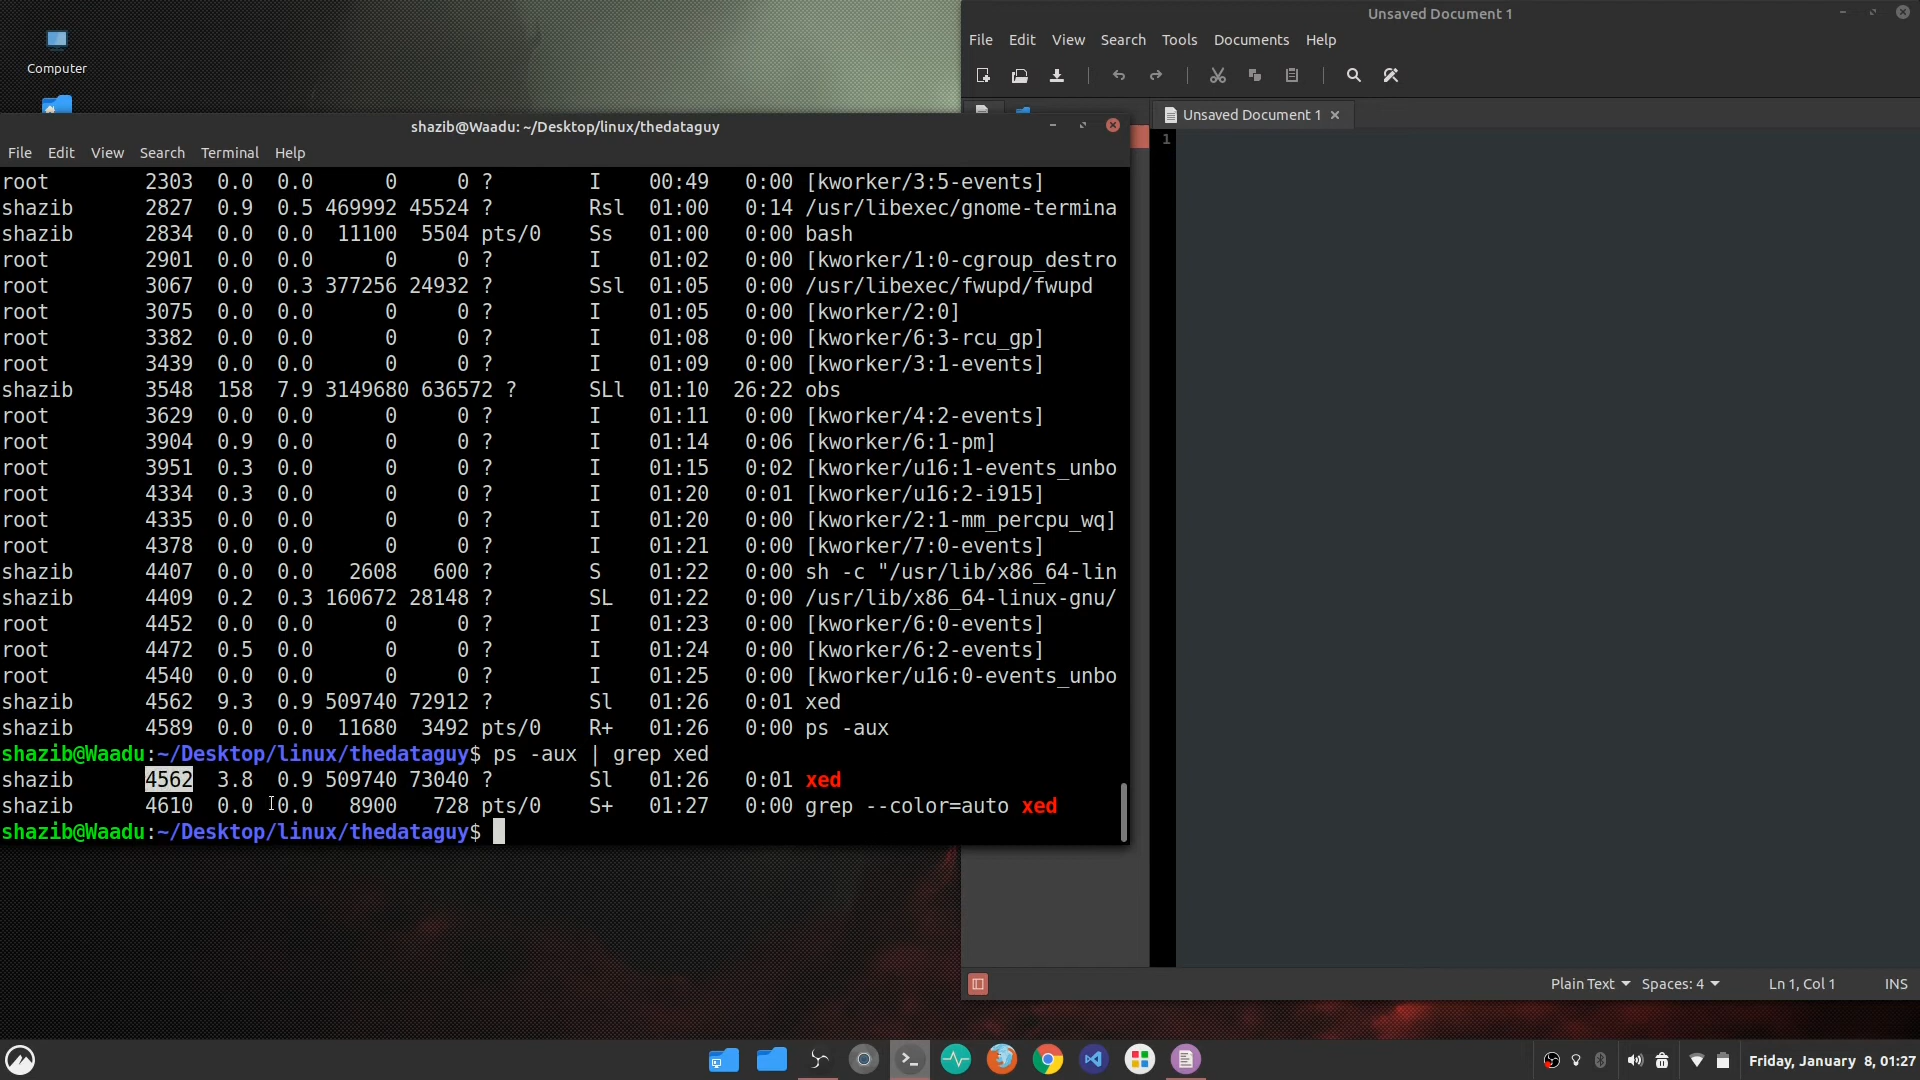 Computer
Unsaved Document 1
File Edit View Search Tools Documents Help
Unsaved Document 1
1
Plain Text Spaces: 4 Ln 1, Col 1 INS
shazib@Waadu: ~/Desktop/linux/thedataguy
File Edit View Search Terminal Help
root 2303 0.0 0.0 0 0 ? I 00:49 0:00 [kworker/3:5-events]
shazib 2827 0.9 0.5 469992 45524 ? Rsl 01:00 0:14 /usr/libexec/gnome-termina
shazib 2834 0.0 0.0 11100 5504 pts/0 Ss 01:00 0:00 bash
root 2901 0.0 0.0 0 0 ? I 01:02 0:00 [kworker/1:0-cgroup_destro
root 3067 0.0 0.3 377256 24932 ? Ssl 01:05 0:00 /usr/libexec/fwupd/fwupd
root 3075 0.0 0.0 0 0 ? I 01:05 0:00 [kworker/2:0]
root 3382 0.0 0.0 0 0 ? I 01:08 0:00 [kworker/6:3-rcu_gp]
root 3439 0.0 0.0 0 0 ? I 01:09 0:00 [kworker/3:1-events]
shazib 3548 158 7.9 3149680 636572 ? SLl 01:10 26:22 obs
root 3629 0.0 0.0 0 0 ? I 01:11 0:00 [kworker/4:2-events]
root 3904 0.9 0.0 0 0 ? I 01:14 0:06 [kworker/6:1-pm]
root 3951 0.3 0.0 0 0 ? I 01:15 0:02 [kworker/u16:1-events_unbo
root 4334 0.3 0.0 0 0 ? I 01:20 0:01 [kworker/u16:2-i915]
root 4335 0.0 0.0 0 0 ? I 01:20 0:00 [kworker/2:1-mm_percpu_wq]
root 4378 0.0 0.0 0 0 ? I 01:21 0:00 [kworker/7:0-events]
shazib 4407 0.0 0.0 2608 600 ? S 01:22 0:00 sh -c "/usr/lib/x86_64-lin
shazib 4409 0.2 0.3 160672 28148 ? SL 01:22 0:00 /usr/lib/x86_64-linux-gnu/
root 4452 0.0 0.0 0 0 ? I 01:23 0:00 [kworker/6:0-events]
root 4472 0.5 0.0 0 0 ? I 01:24 0:00 [kworker/6:2-events]
root 4540 0.0 0.0 0 0 ? I 01:25 0:00 [kworker/u16:0-events_unbo
shazib 4562 9.3 0.9 509740 72912 ? Sl 01:26 0:01 xed
shazib 4589 0.0 0.0 11680 3492 pts/0 R+ 01:26 0:00 ps -aux
shazib@Waadu:~/Desktop/linux/thedataguy$ ps -aux | grep xed
shazib 4562 3.8 0.9 509740 73040 ? Sl 01:26 0:01 xed
shazib 4610 0.0 0.0 8900 728 pts/0 S+ 01:27 0:00 grep --color=auto xed
shazib@Waadu:~/Desktop/linux/thedataguy$
Friday, January 8, 01:27